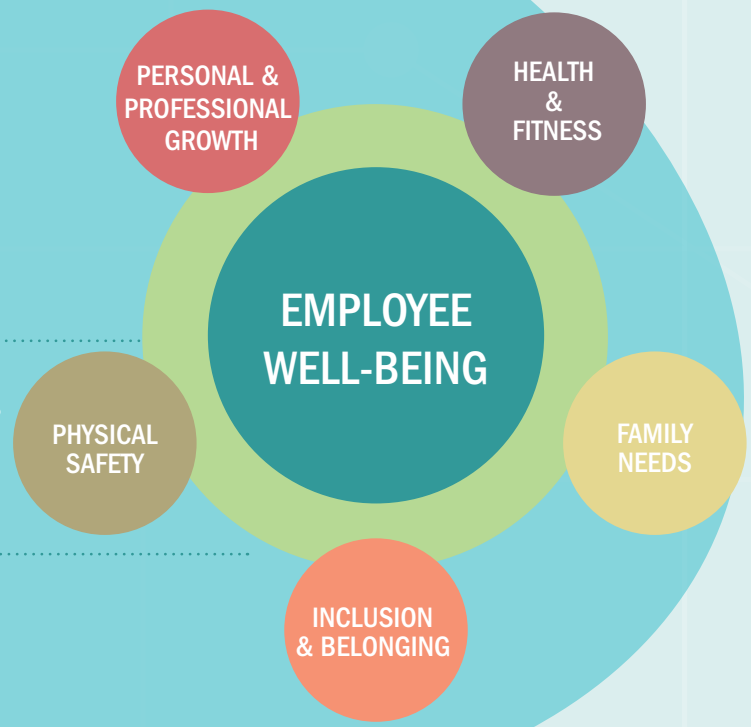 PERSONAL &
PROFESSIONAL
GROWTH
HEALTH
&
FITNESS
EMPLOYEE
WELL-BEING
PHYSICAL
SAFETY
FAMILY
NEEDS
INCLUSION
& BELONGING